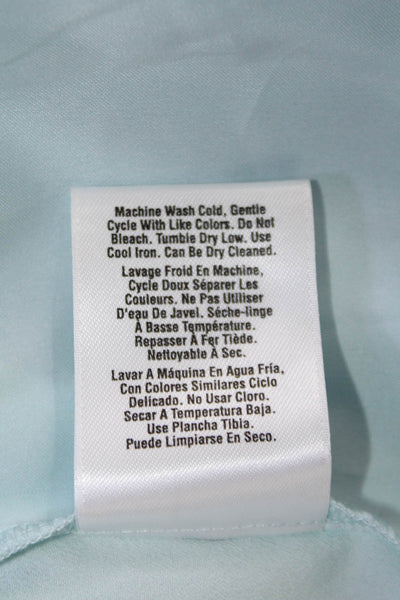 Machine Wash Cold, Gentle
Cycle With Like Colors. Do Not
Bleach. Tumble Dry Low. Use
Cool Iron. Can Be Dry Cleaned.
Lavage Froid En Machine,
Cycle Doux Séparer Les
Couleurs. Ne Pas Utiliser
D'eau De Javel. Séche-linge
À Basse Température.
Repasser À Fer Tiède.
Nettoyable À Sec.
Lavar A Máquina En Agua Fría,
Con Colores Similares Ciclo
Delicado. No Usar Cloro.
Secar A Temperatura Baja.
Use Plancha Tibia.
Puede Limpiarse En Seco.